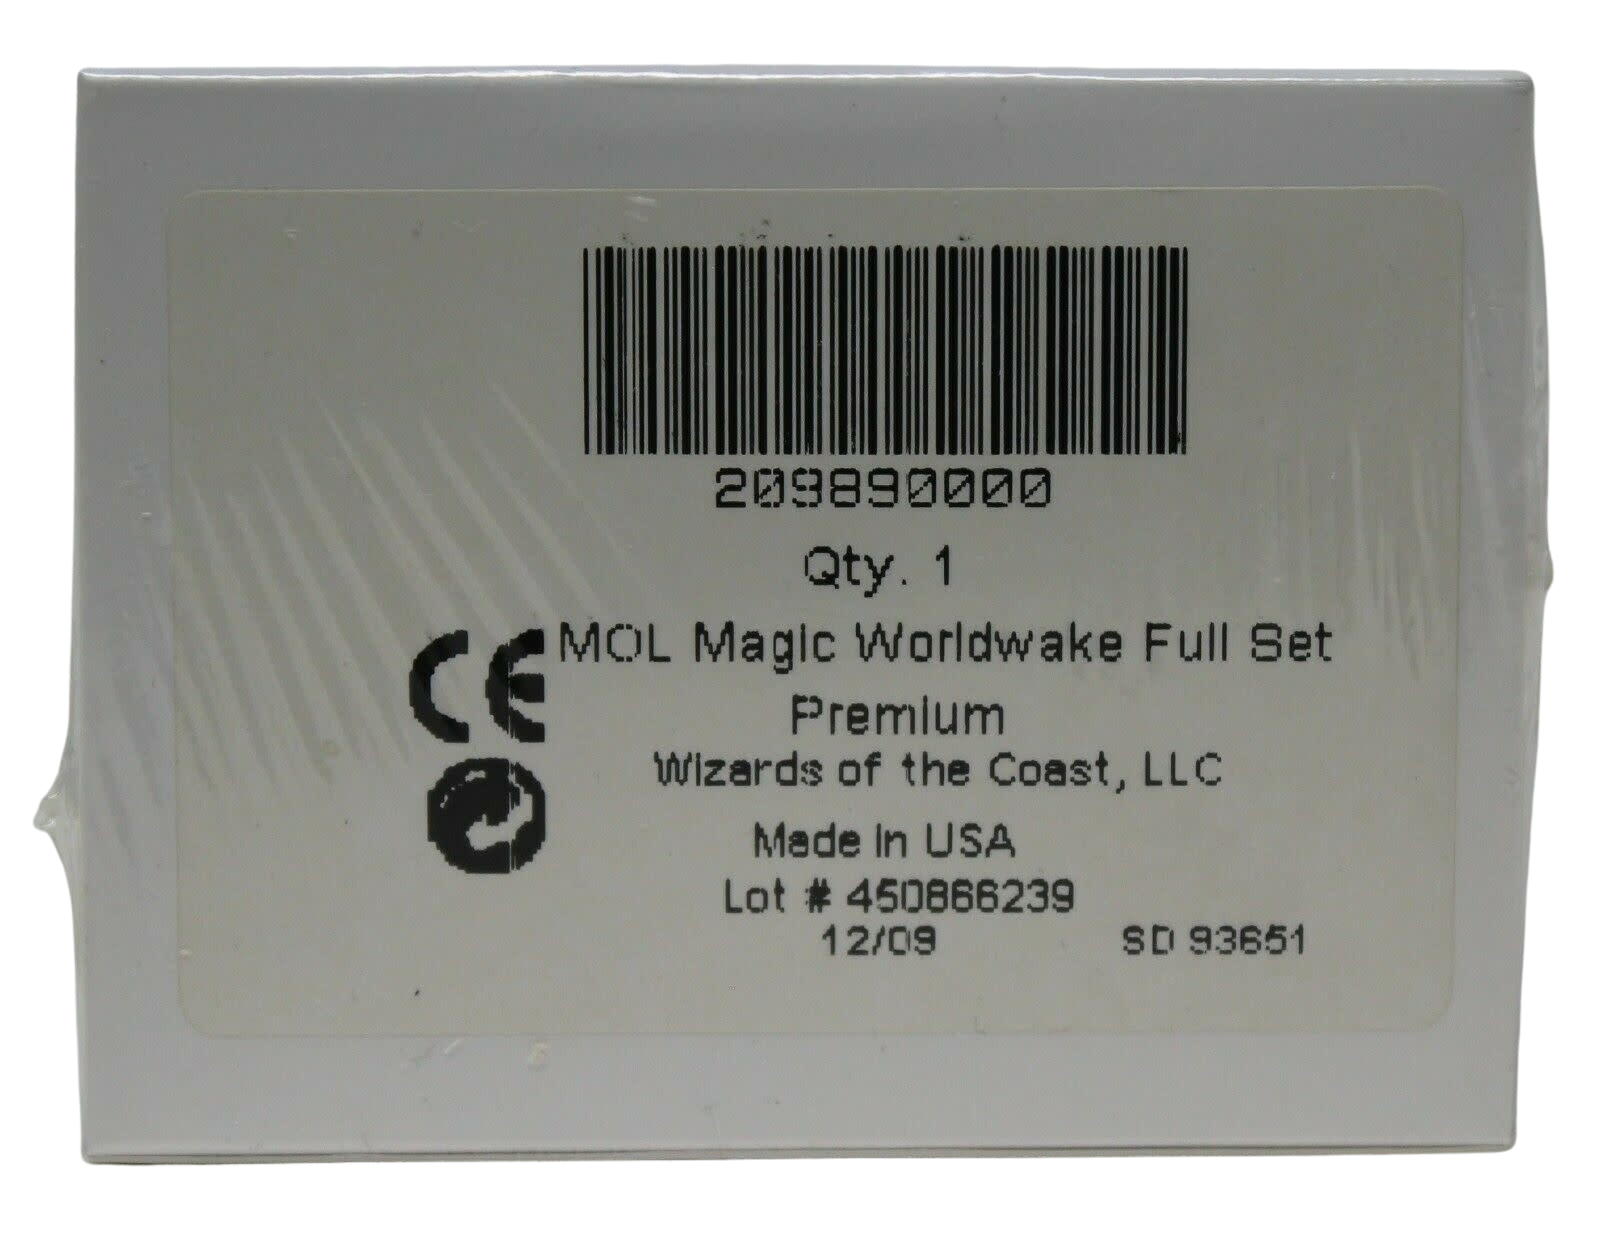 209890000
Qty. 1
CE MOL Magic Worldwake Full Set
Premium
Wizards of the Coast, LLC
Made in USA
Lot # 450866239
12/09 SD 93651